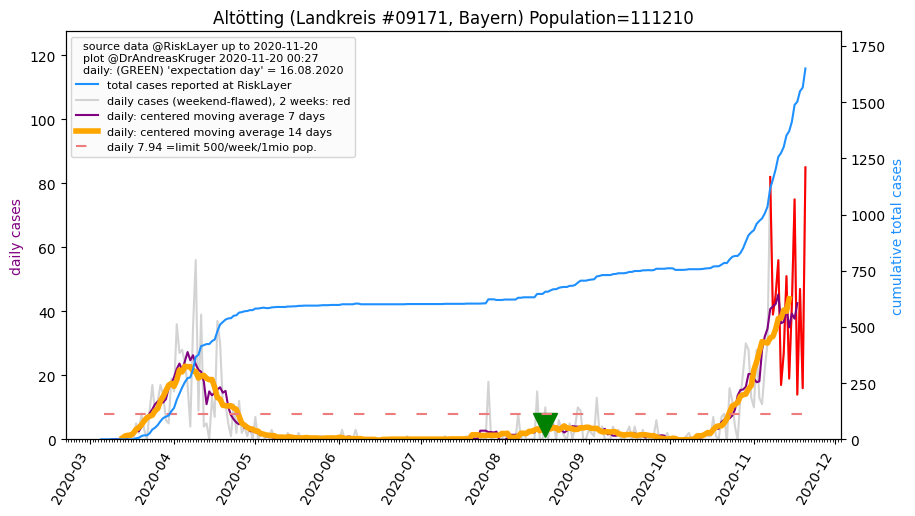 Altötting (Landkreis #09171, Bayern) Population=111210
source data @RiskLayer up to 2020-11-20
plot @DrAndreasKruger 2020-11-20 00:27
daily: (GREEN) 'expectation day' = 16.08.2020
total cases reported at RiskLayer
daily cases (weekend-flawed), 2 weeks: red
daily: centered moving average 7 days
daily: centered moving average 14 days
daily 7.94 =limit 500/week/1mio pop.
daily cases
120
100
80
60
40
20
0
cumulative total cases
1750
1500
1250
1000
750
500
250
0
2020-03
2020-04
2020-05
2020-06
2020-07
2020-08
2020-09
2020-10
2020-11
2020-12